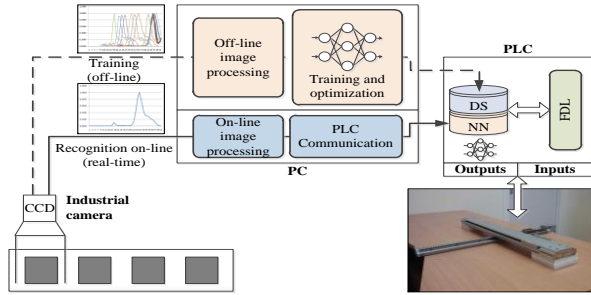 Training
(off-line)
Recognition on-line
(real-time)
Off-line
image
processing
Training and
optimization
On-line
image
processing
PLC
Communication
PC
PLC
DS
NN
FDL
Outputs
Inputs
CCD
Industrial
camera